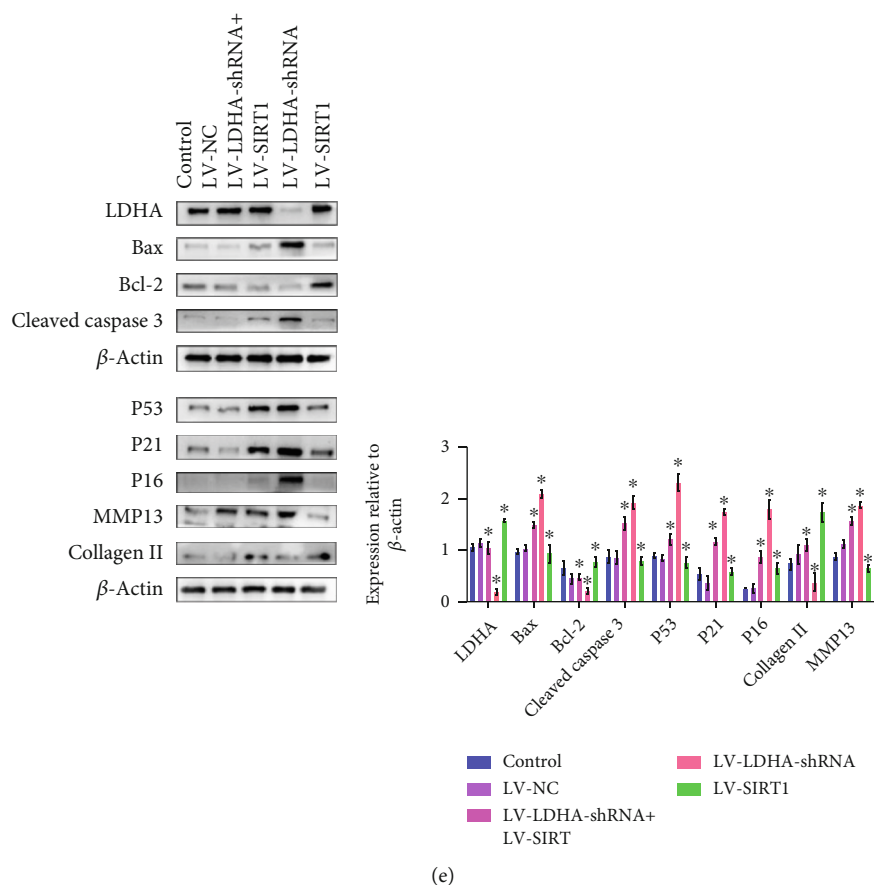 Control
LV-NC
LV-LDHA-shRNA+
LV-SIRT1
LV-LDHA-shRNA
LV-SIRT1
LDHA
Bax
Bcl-2
Cleaved caspase 3
β-Actin
P53
P21
P16
MMP13
Collagen II
β-Actin
Expression relative to
β-actin
3
2
1
0
* * * * * * * * * * * * * * * * * * * * * * * * * * *
LDHA
Bax
Bcl-2
Cleaved caspase 3
P53
P21
P16
Collagen II
MMP13
Control
LV-NC
LV-LDHA-shRNA+
LV-SIRT
LV-LDHA-shRNA
LV-SIRT1
(e)